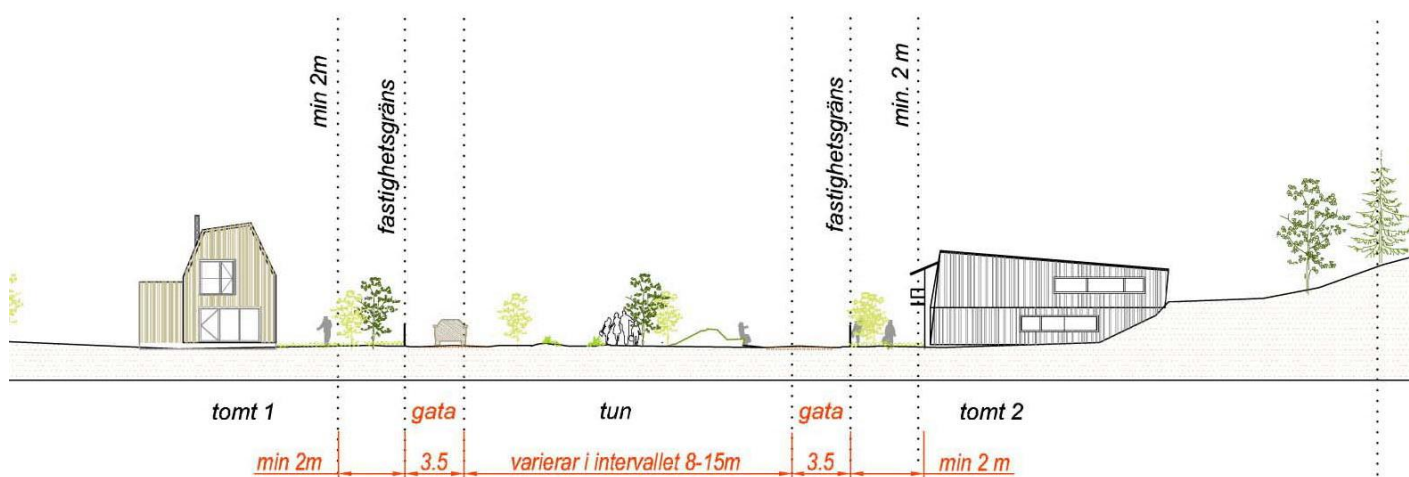 min 2m
fastighetsgräns
fastighetsgräns
min. 2 m
tomt 1
gata
tun
gata
tomt 2
min 2m
3.5
varierar i intervallet 8-15m
3.5
min 2 m